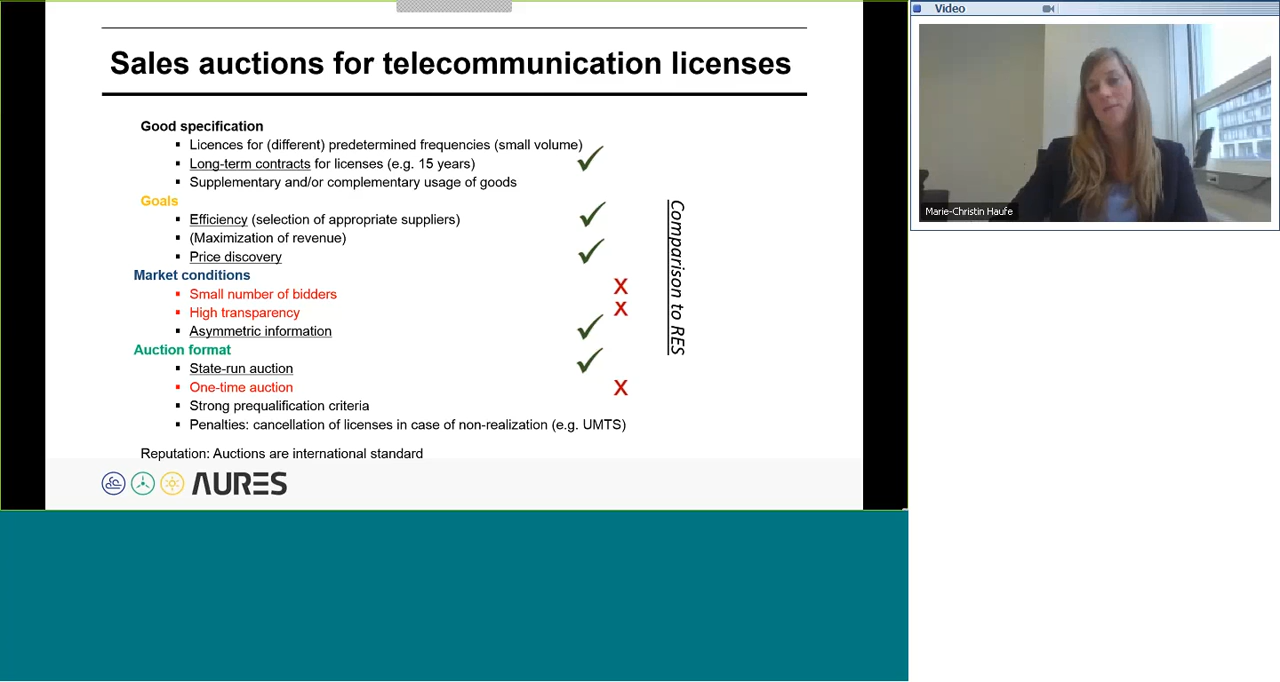 Sales auctions for telecommunication licenses
Good specification
▪ Licences for (different) predetermined frequencies (small volume)
▪ Long-term contracts for licenses (e.g. 15 years)
▪ Supplementary and/or complementary usage of goods
Goals
▪ Efficiency (selection of appropriate suppliers)
▪ (Maximization of revenue)
▪ Price discovery
Market conditions
▪ Small number of bidders
▪ High transparency
▪ Asymmetric information
Auction format
▪ State-run auction
▪ One-time auction
▪ Strong prequalification criteria
▪ Penalties: cancellation of licenses in case of non-realization (e.g. UMTS)
Reputation: Auctions are international standard
Comparison to RES
AURES
Video
Marie-Christin Haufe